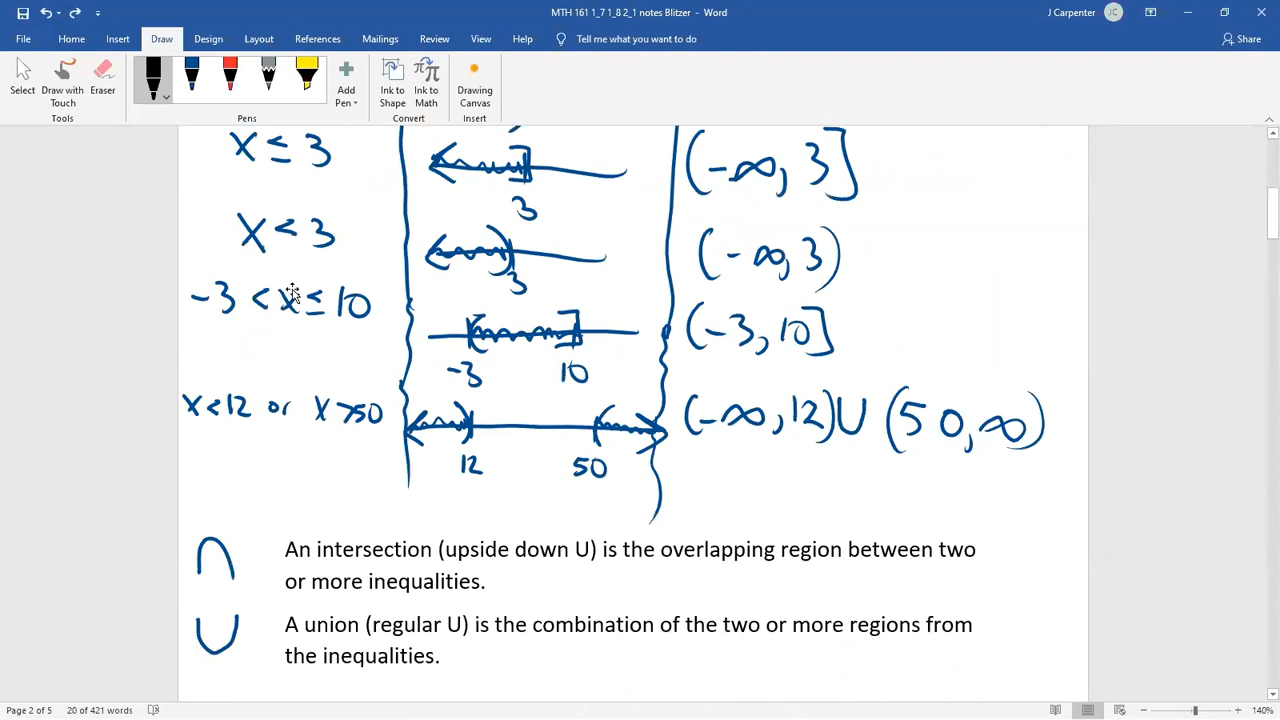 MTH 161 1_7 1_8 2_1 notes Blitzer - Word
J Carpenter JC
File Home Insert Draw Design Layout References Mailings Review View Help Tell me what you want to do Share
Select Draw with Touch Eraser Add Pen Ink to Shape Ink to Math Drawing Canvas
Tools Pens Convert Insert
x ≤ 3 3 (-∞, 3]
x < 3 3 (-∞, 3)
-3 < x ≤ 10 -3 10 (-3, 10]
x < 12 or x > 50 12 50 (-∞, 12) ∪ (50, ∞)
∩ An intersection (upside down U) is the overlapping region between two
or more inequalities.
∪ A union (regular U) is the combination of the two or more regions from
the inequalities.
Page 2 of 5 20 of 421 words 140%